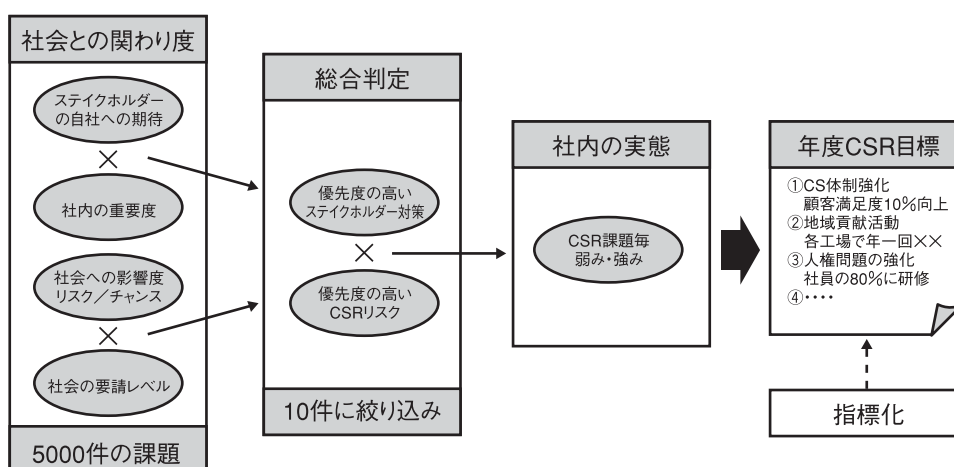 社会との関わり度
ステイクホルダー
の自社への期待
×
社内の重要度
社会への影響度
リスク／チャンス
×
社会の要請レベル
5000件の課題
総合判定
優先度の高い
ステイクホルダー対策
×
優先度の高い
CSRリスク
10件に絞り込み
社内の実態
CSR課題毎
弱み・強み
年度CSR目標
①CS体制強化
顧客満足度10％向上
②地域貢献活動
各工場で年一回××
③人権問題の強化
社員の80％に研修
④・・・・
指標化